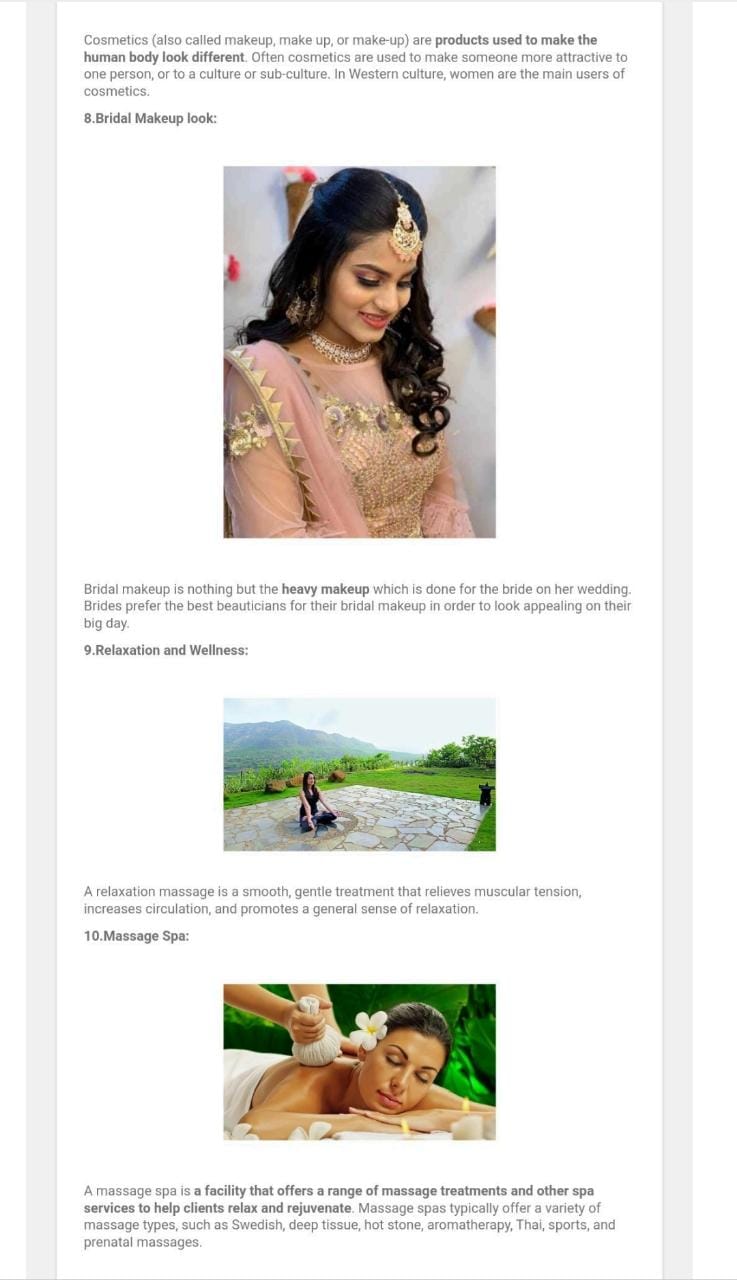 Cosmetics (also called makeup, make up, or make-up) are products used to make the
human body look different. Often cosmetics are used to make someone more attractive to
one person, or to a culture or sub-culture. In Western culture, women are the main users of
cosmetics.
8.Bridal Makeup look:
Bridal makeup is nothing but the heavy makeup which is done for the bride on her wedding.
Brides prefer the best beauticians for their bridal makeup in order to look appealing on their
big day.
9.Relaxation and Wellness:
A relaxation massage is a smooth, gentle treatment that relieves muscular tension,
increases circulation, and promotes a general sense of relaxation.
10.Massage Spa:
A massage spa is a facility that offers a range of massage treatments and other spa
services to help clients relax and rejuvenate. Massage spas typically offer a variety of
massage types, such as Swedish, deep tissue, hot stone, aromatherapy, Thai, sports, and
prenatal massages.